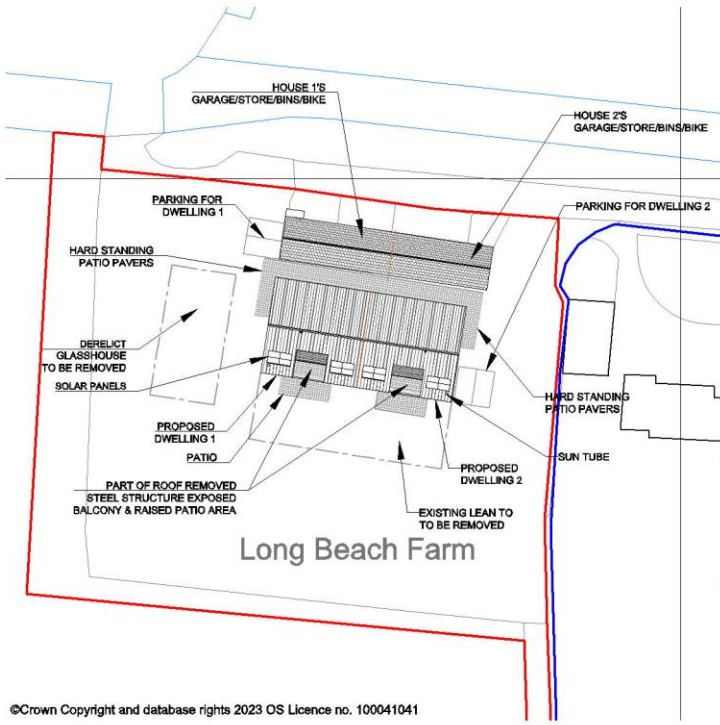 HOUSE 1'S
GARAGE/STORE/BINS/BIKE
HOUSE 2'S
GARAGE/STORE/BINS/BIKE
PARKING FOR
DWELLING 1
PARKING FOR DWELLING 2
HARD STANDING
PATIO PAVERS
DERELICT
GLASSHOUSE
TO BE REMOVED
SOLAR PANELS
HARD STANDING
PATIO PAVERS
PROPOSED
DWELLING 1
PATIO
SUN TUBE
PROPOSED
DWELLING 2
PART OF ROOF REMOVED
STEEL STRUCTURE EXPOSED
BALCONY & RAISED PATIO AREA
EXISTING LEAN TO
TO BE REMOVED
Long Beach Farm
©Crown Copyright and database rights 2023 OS Licence no. 100041041